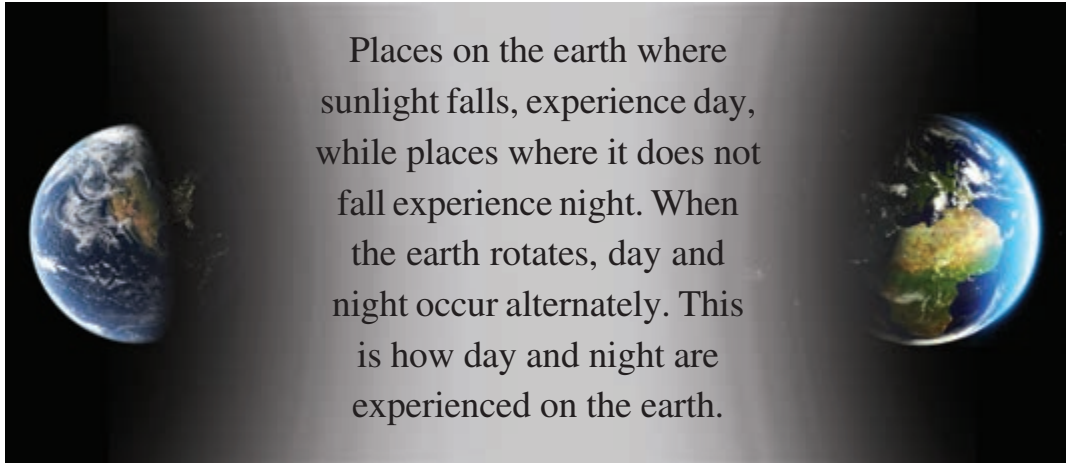 Places on the earth where
sunlight falls, experience day,
while places where it does not
fall experience night. When
the earth rotates, day and
night occur alternately. This
is how day and night are
experienced on the earth.